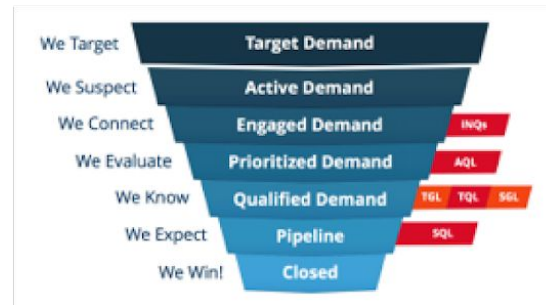 We Target Target Demand
We Suspect Active Demand
We Connect Engaged Demand INQs
We Evaluate Prioritized Demand AQL
We Know Qualified Demand TGL TQL SGL
We Expect Pipeline SQL
We Win! Closed